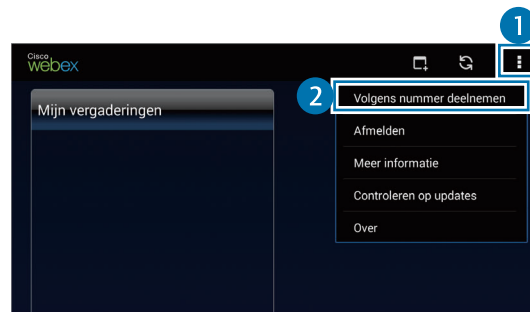 1
Cisco
webex
Mijn vergaderingen
2
Volgens nummer deelnemen
Afmelden
Meer informatie
Controleren op updates
Over